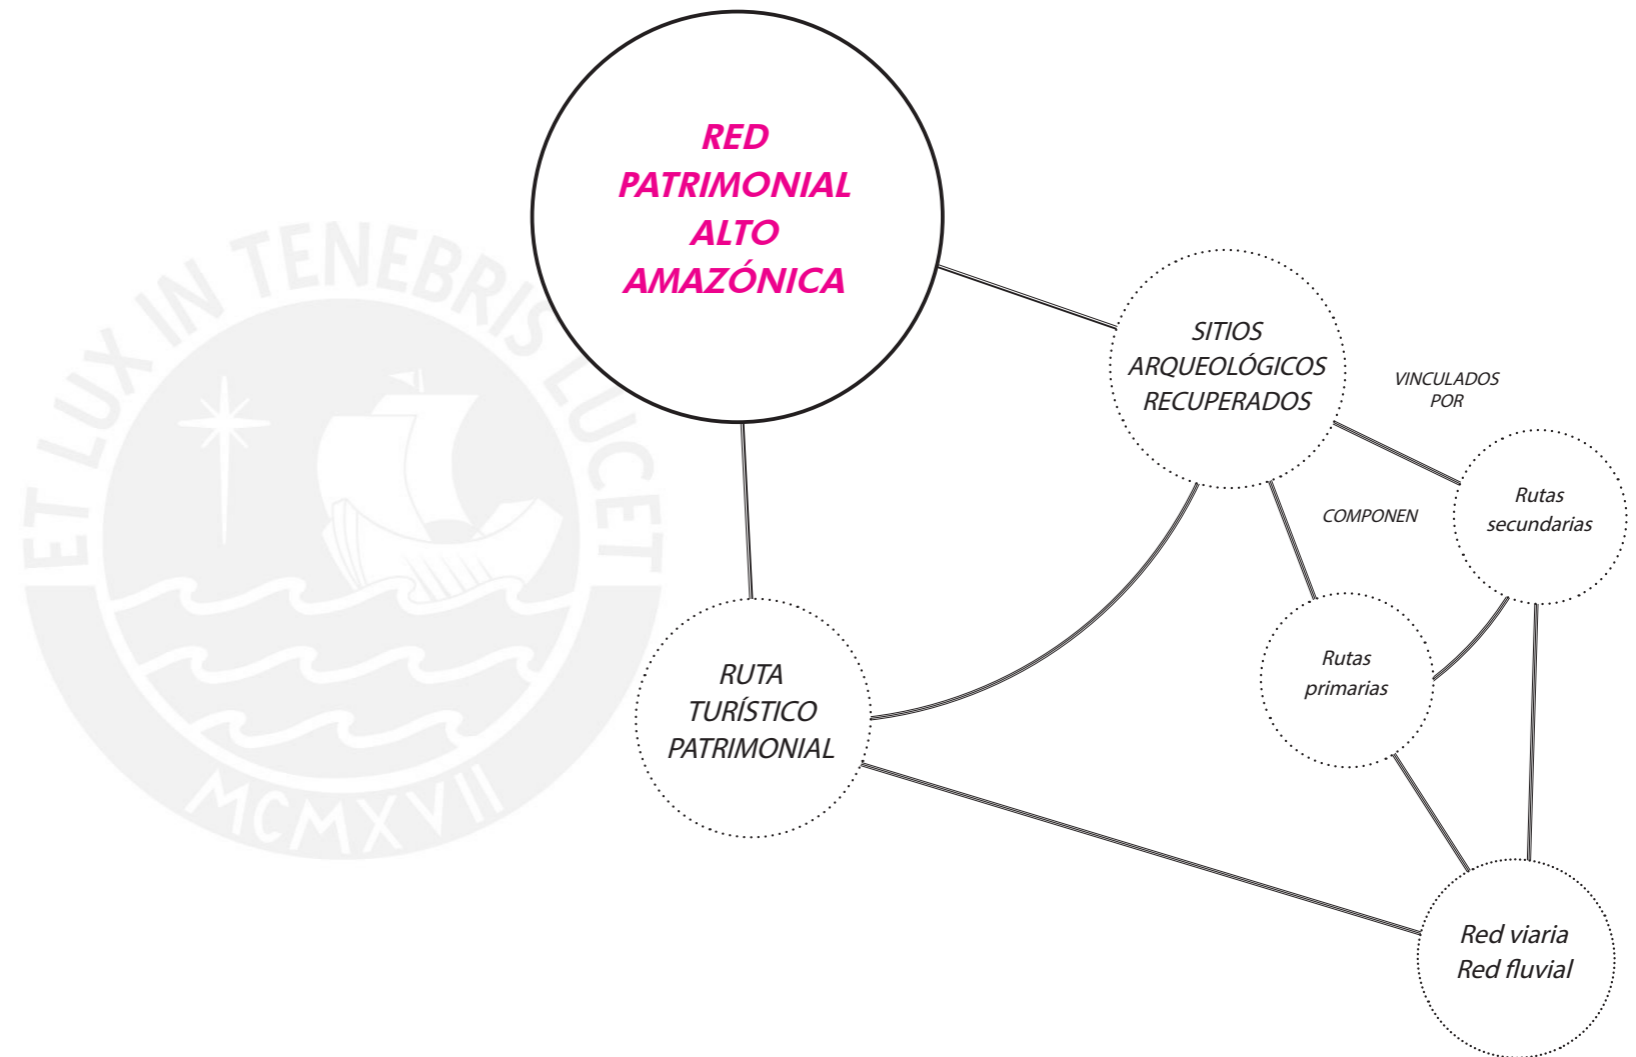 RED
PATRIMONIAL
ALTO
AMAZÓNICA
SITIOS
ARQUEOLÓGICOS
RECUPERADOS
VINCULADOS
POR
Rutas
secundarias
COMPONEN
Rutas
primarias
RUTA
TURÍSTICO
PATRIMONIAL
Red viaria
Red fluvial
ET LUX IN TENEBRIS LUCET
MCMXVII